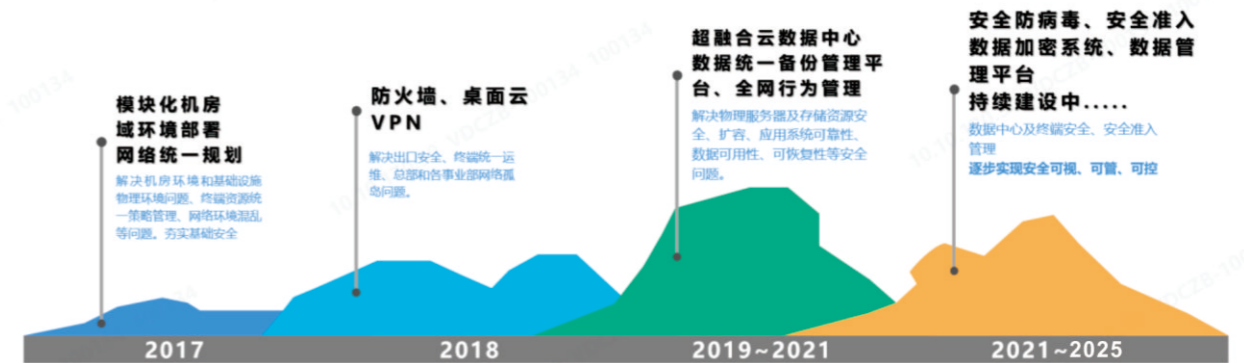 模块化机房
域环境部署
网络统一规划
解决机房环境和基础设施
物理环境问题、终端资源统
一策略管理、网络环境混乱
等问题。夯实基础安全
防火墙、桌面云
VPN
解决出口安全、终端统一运
维、总部和各事业部网络孤
岛问题。
超融合云数据中心
数据统一备份管理平
台、全网行为管理
解决物理服务器及存储资源安
全、扩容、应用系统可靠性、
数据可用性、可恢复性等安全
问题。
安全防病毒、安全准入
数据加密系统、数据管
理平台
持续建设中.....
数据中心及终端安全、安全准入
管理
逐步实现安全可视、可管、可控
2017
2018
2019~2021
2021~2025
100134
100134